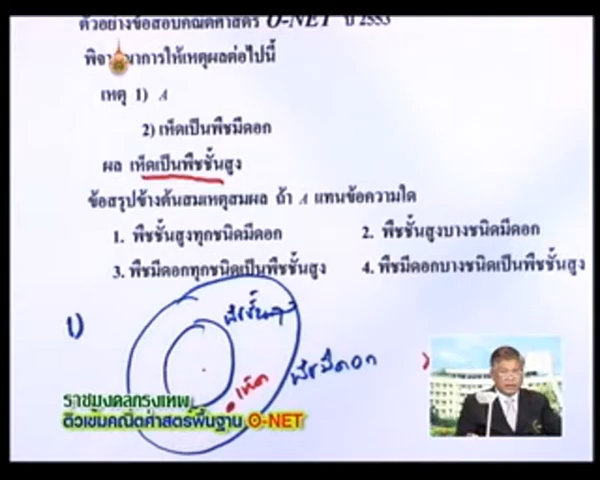 ตัวอย่างข้อสอบคณิตศาสตร์ O-NET ปี 2553
พิจารณาการให้เหตุผลต่อไปนี้
เหตุ 1) A
2) เห็ดเป็นพืชมีดอก
ผล เห็ดเป็นพืชชั้นสูง
ข้อสรุปข้างต้นสมเหตุสมผล ถ้า A แทนข้อความใด
1. พืชชั้นสูงทุกชนิดมีดอก 2. พืชชั้นสูงบางชนิดมีดอก
3. พืชมีดอกทุกชนิดเป็นพืชชั้นสูง 4. พืชมีดอกบางชนิดเป็นพืชชั้นสูง
1) พืชชั้นสูง
เห็ด พืชมีดอก
ราชมงคลกรุงเทพ
ติวเข้มคณิตศาสตร์พื้นฐาน O-NET